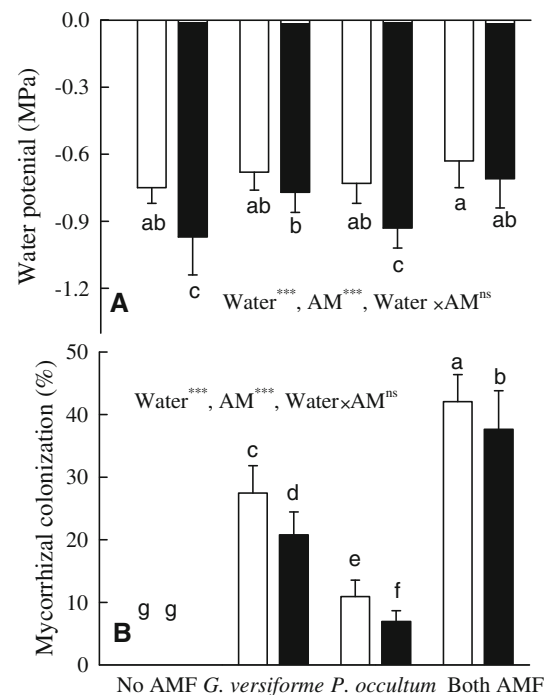 0.0
-0.3
-0.6
-0.9
-1.2
Water potenial (MPa)
ab
c
ab
b
ab
c
a
ab
A
Water***, AM***, Water ×AMns
50
40
30
20
10
0
Mycorrhizal colonization (%)
Water***, AM***, Water×AMns
g
g
c
d
e
f
a
b
B
No AMF G. versiforme P. occultum Both AMF